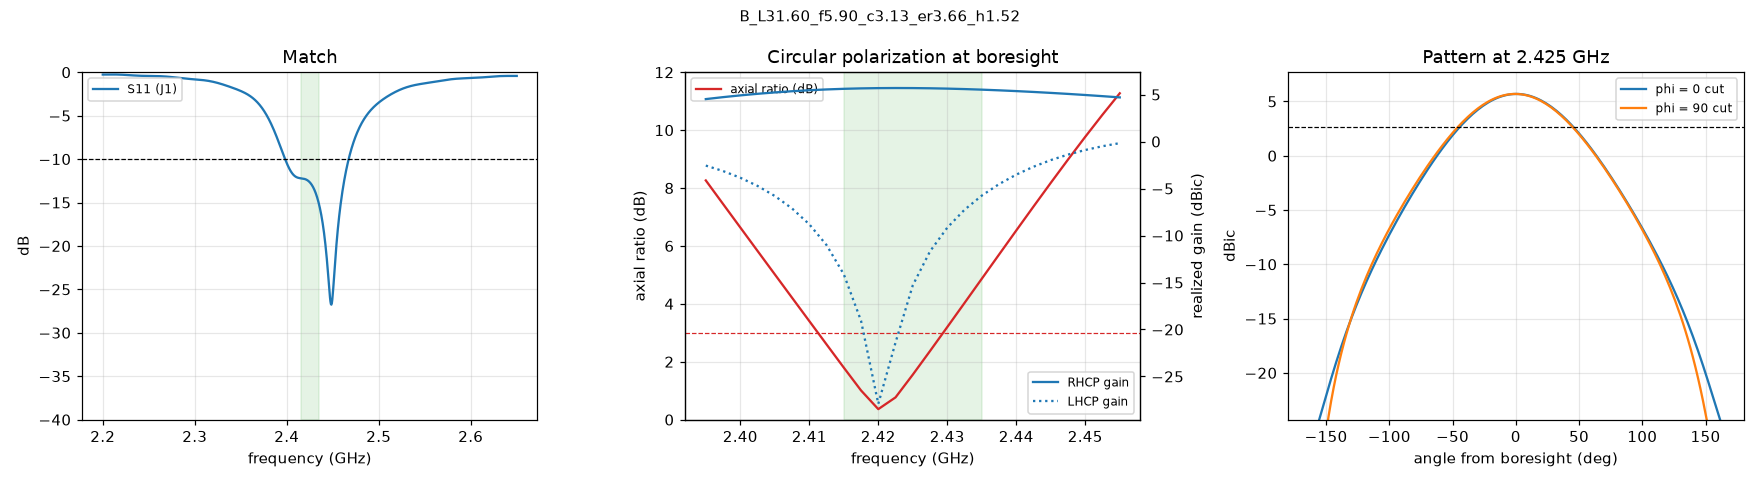 B_L31.60_f5.90_c3.13_er3.66_h1.52
Match
S11 (J1)
dB
0
−5
−10
−15
−20
−25
−30
−35
−40
2.2
2.3
2.4
2.5
2.6
frequency (GHz)
Circular polarization at boresight
axial ratio (dB)
axial ratio (dB)
12
10
8
6
4
2
0
2.40
2.41
2.42
2.43
2.44
2.45
frequency (GHz)
5
0
−5
−10
−15
−20
−25
realized gain (dBic)
RHCP gain
LHCP gain
Pattern at 2.425 GHz
phi = 0 cut
phi = 90 cut
dBic
5
0
−5
−10
−15
−20
−150
−100
−50
0
50
100
150
angle from boresight (deg)